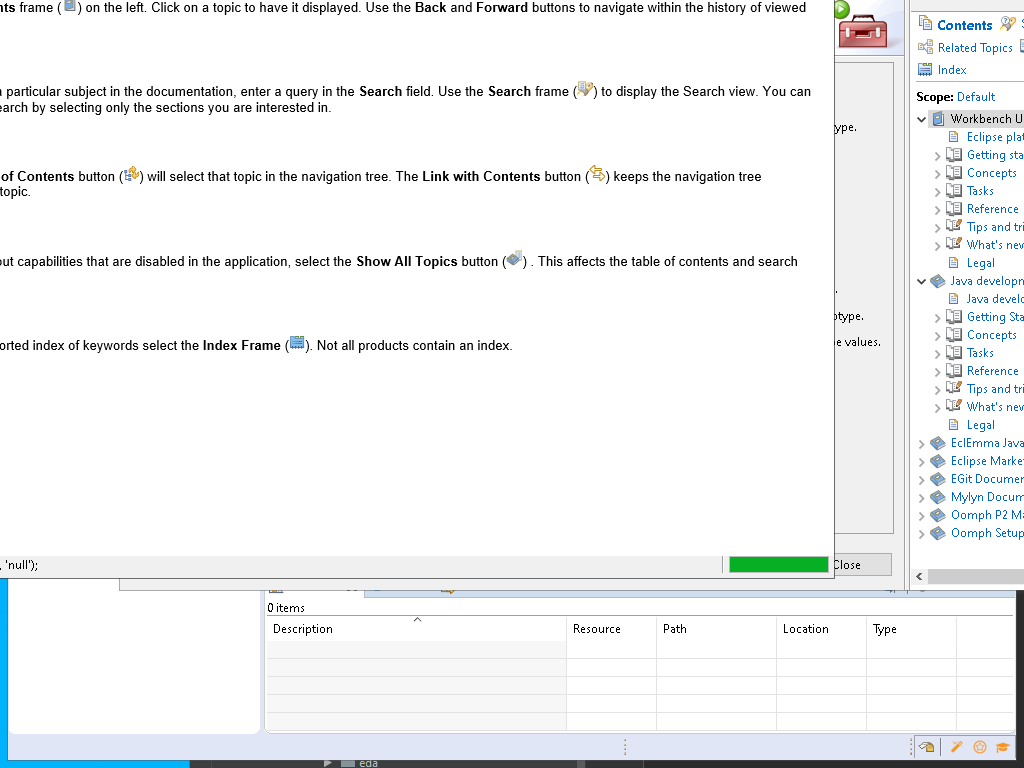 nts frame ( ) on the left. Click on a topic to have it displayed. Use the Back and Forward buttons to navigate within the history of viewed
a particular subject in the documentation, enter a query in the Search field. Use the Search frame ( ) to display the Search view. You can
earch by selecting only the sections you are interested in.
of Contents button ( ) will select that topic in the navigation tree. The Link with Contents button ( ) keeps the navigation tree
topic.
out capabilities that are disabled in the application, select the Show All Topics button ( ) . This affects the table of contents and search
orted index of keywords select the Index Frame ( ). Not all products contain an index.
, 'null');
ype.
otype.
e values.
Close
Contents
Related Topics
Index
Scope: Default
Workbench U
Eclipse plat
Getting sta
Concepts
Tasks
Reference
Tips and tri
What's new
Legal
Java developm
Java develo
Getting Sta
Concepts
Tasks
Reference
Tips and tri
What's new
Legal
EclEmma Java
Eclipse Marke
EGit Documen
Mylyn Docum
Oomph P2 Ma
Oomph Setup
0 items
Description
Resource
Path
Location
Type
eda